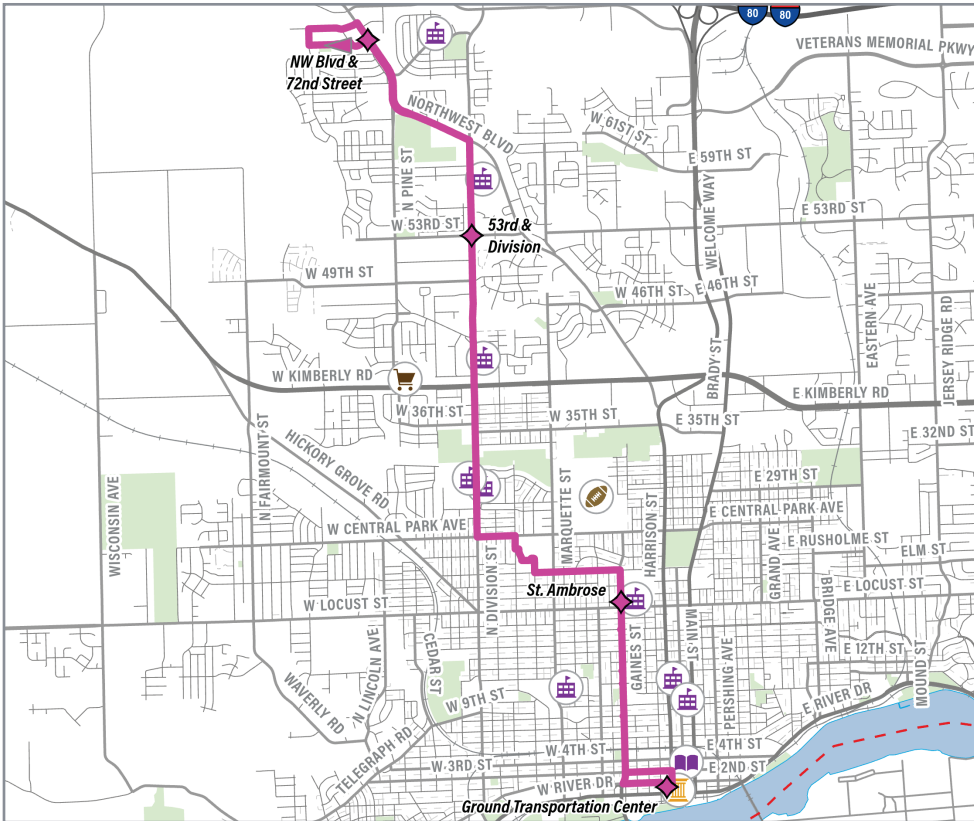 80
80
VETERANS MEMORIAL PKWY
NW Blvd &
72nd Street
NORTHWEST BLVD
W 61ST ST
E 59TH ST
N PINE ST
WELCOME WAY
E 53RD ST
W 53RD ST
53rd &
Division
W 49TH ST
W 46TH ST
E 46TH ST
EASTERN AVE
JERSEY RIDGE RD
W KIMBERLY RD
BRADY ST
E KIMBERLY RD
W 36TH ST
W 35TH ST
E 35TH ST
E 32ND ST
N FAIRMOUNT ST
HICKORY GROVE RD
E 29TH ST
WISCONSIN AVE
MARQUETTE ST
HARRISON ST
W CENTRAL PARK AVE
E CENTRAL PARK AVE
E RUSHOLME ST
ELM ST
GRAND AVE
N DIVISION ST
St. Ambrose
BRIDGE AVE
E LOCUST ST
W LOCUST ST
GAINES ST
MAIN ST
N LINCOLN AVE
CEDAR ST
PERSHING AVE
E 12TH ST
MOUND ST
WAVERLY RD
W 9TH ST
E RIVER DR
TELEGRAPH RD
W 4TH ST
E 4TH ST
W 3RD ST
E 2ND ST
W RIVER DR
Ground Transportation Center